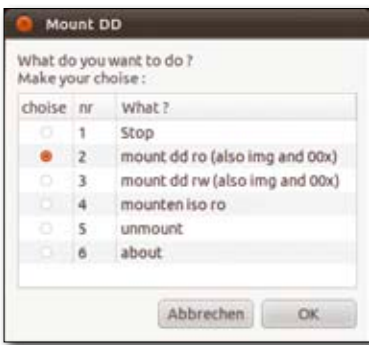 Mount DD
What do you want to do ?
Make your choise :
choise nr What ?
1 Stop
2 mount dd ro (also img and 00x)
3 mount dd rw (also img and 00x)
4 mounten iso ro
5 unmount
6 about
Abbrechen OK